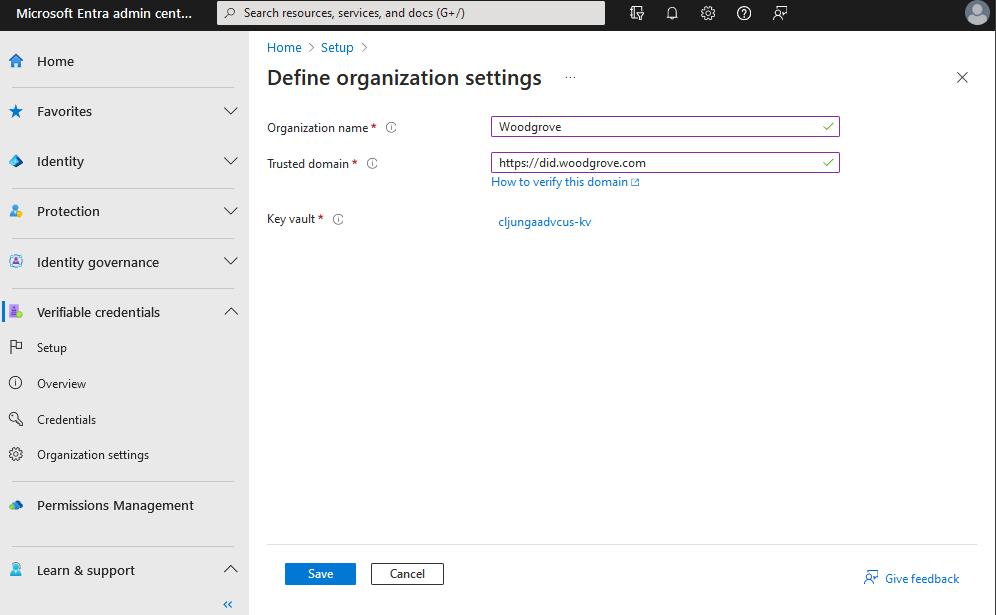 Microsoft Entra admin cent...
Search resources, services, and docs (G+/)
Home
Favorites
Identity
Protection
Identity governance
Verifiable credentials
Setup
Overview
Credentials
Organization settings
Permissions Management
Learn & support
«
Home > Setup >
Define organization settings ...
Organization name *
Woodgrove
Trusted domain *
https://did.woodgrove.com
How to verify this domain
Key vault *
cljungaadvcus-kv
Save
Cancel
Give feedback